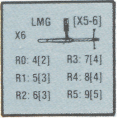 LMG [X5-6]
X6
R0: 4[2] R3: 7[4]
R1: 5[3] R4: 8[4]
R2: 6[3] R5: 9[5]